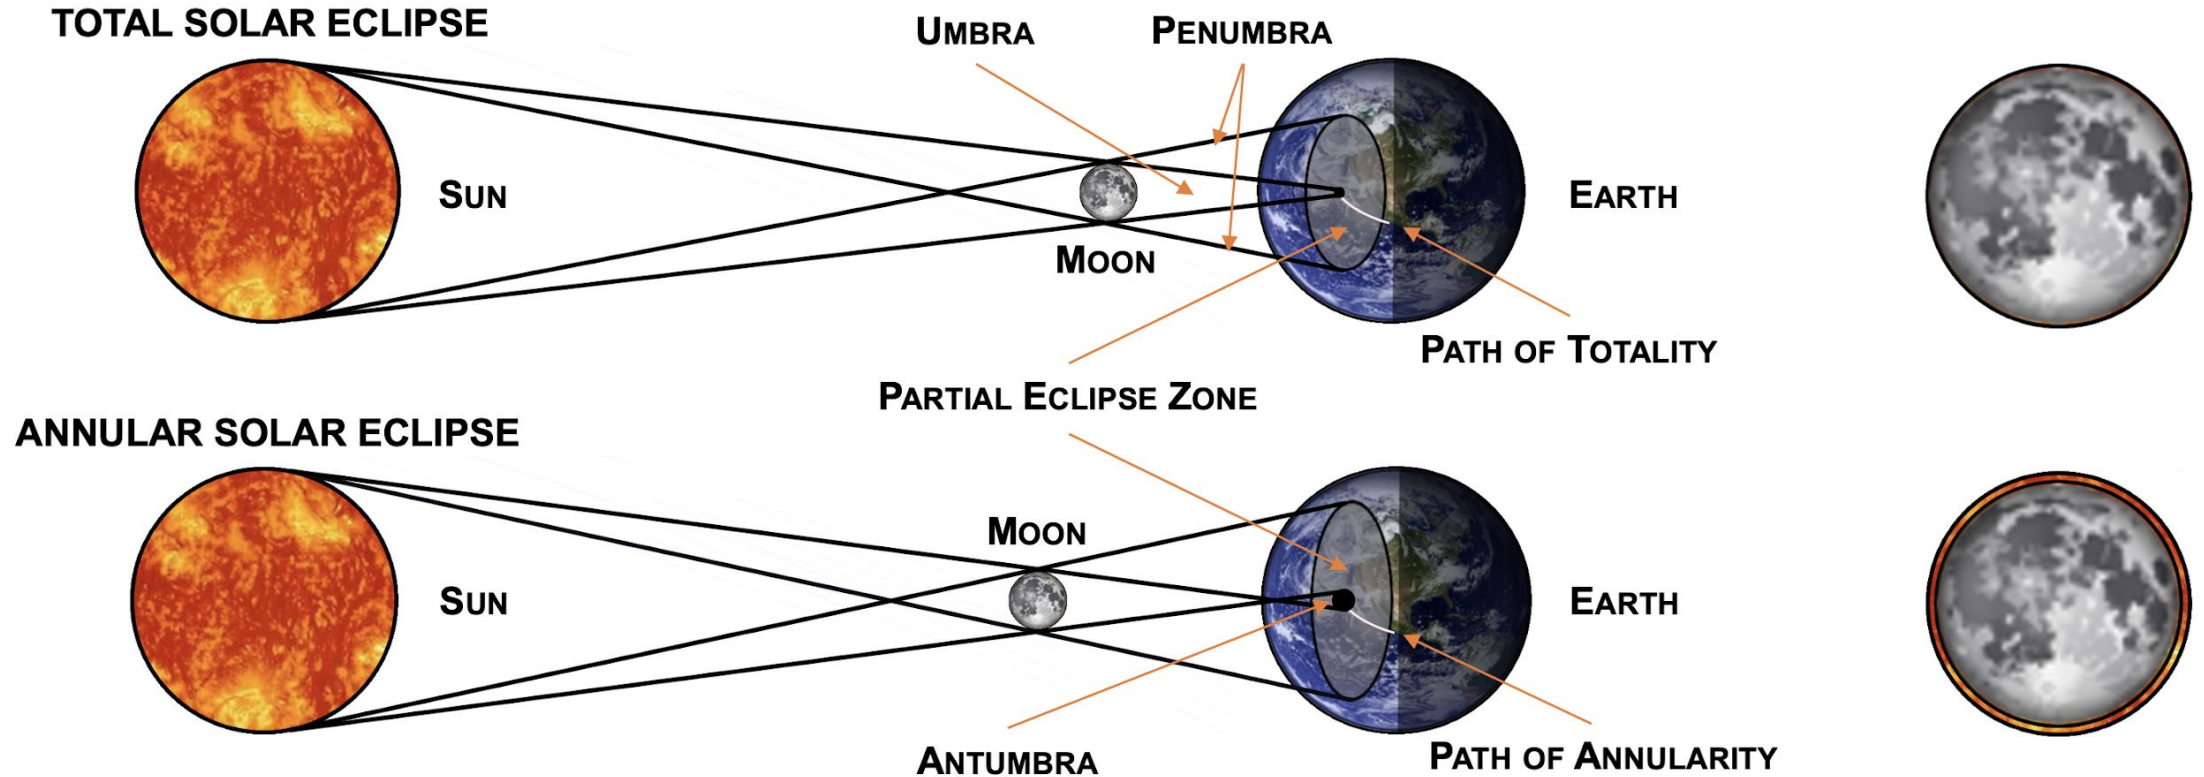 TOTAL SOLAR ECLIPSE
UMBRA
PENUMBRA
SUN
MOON
EARTH
PATH OF TOTALITY
PARTIAL ECLIPSE ZONE
ANNULAR SOLAR ECLIPSE
MOON
SUN
EARTH
ANTUMBRA
PATH OF ANNULARITY